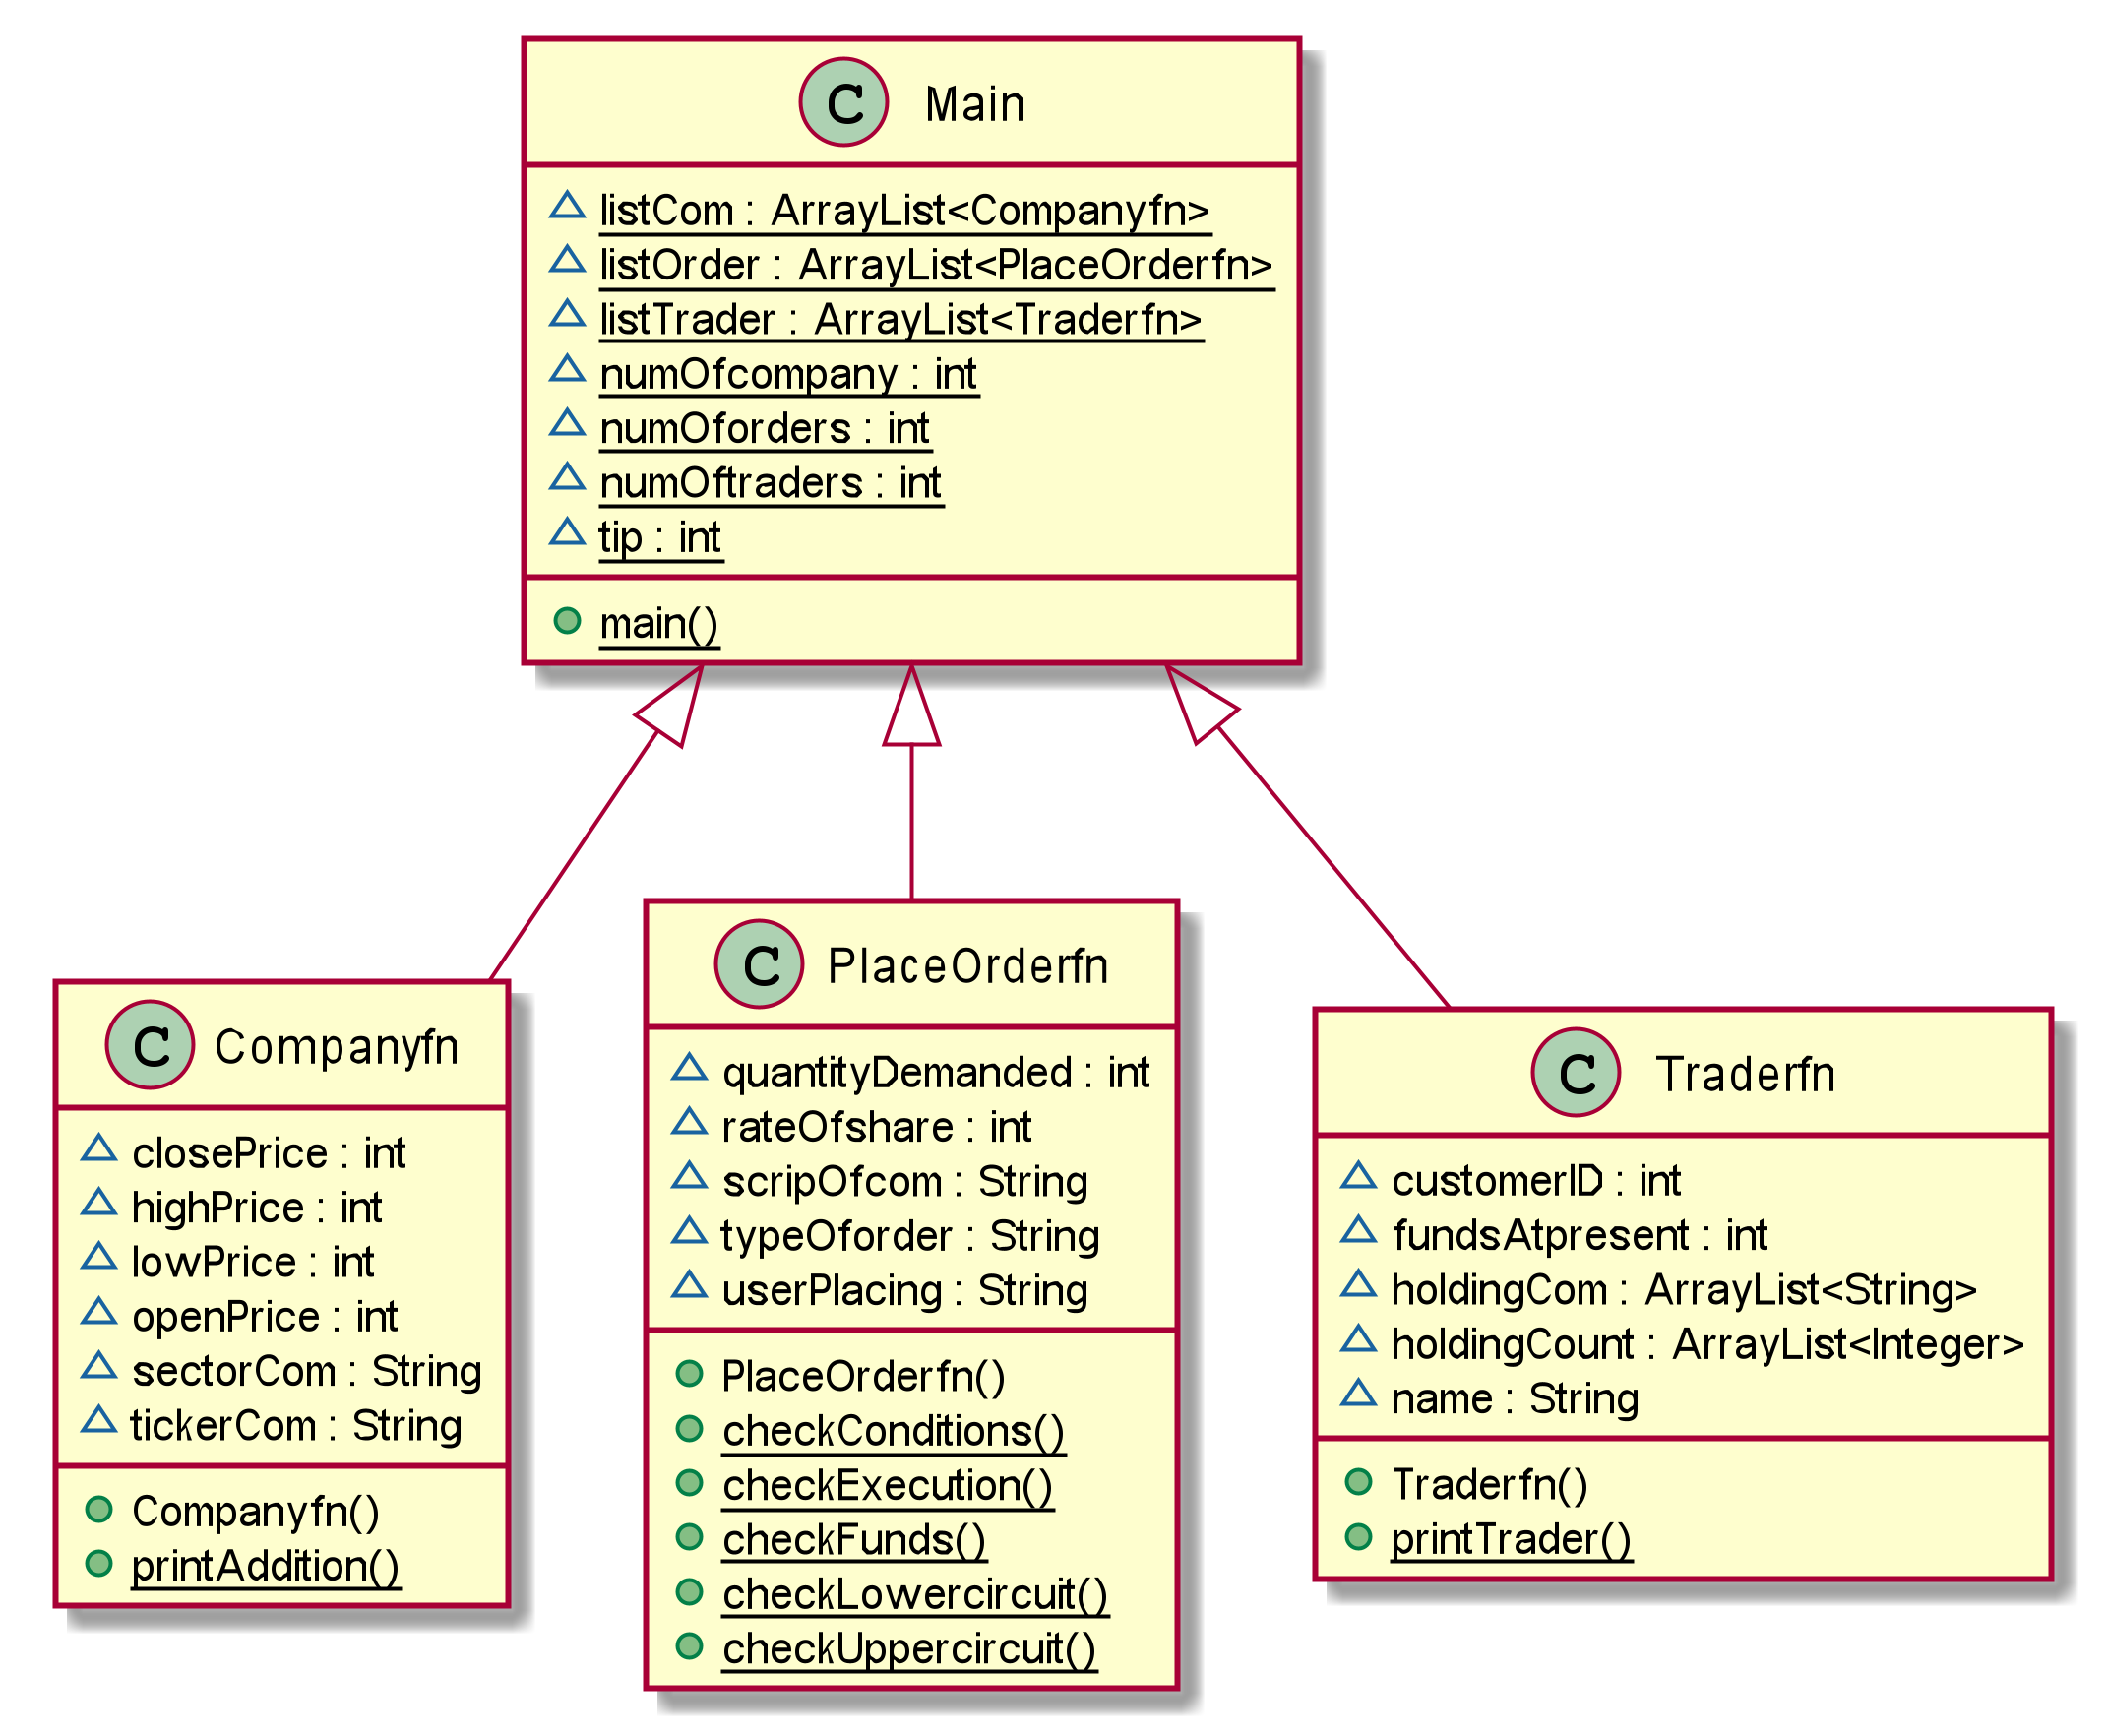 C Main
listCom : ArrayList<Companyfn>
listOrder : ArrayList<PlaceOrderfn>
listTrader : ArrayList<Traderfn>
numOfcompany : int
numOforders : int
numOftraders : int
tip : int
main()
C Companyfn
closePrice : int
highPrice : int
lowPrice : int
openPrice : int
sectorCom : String
tickerCom : String
Companyfn()
printAddition()
C PlaceOrderfn
quantityDemanded : int
rateOfshare : int
scripOfcom : String
typeOforder : String
userPlacing : String
PlaceOrderfn()
checkConditions()
checkExecution()
checkFunds()
checkLowercircuit()
checkUppercircuit()
C Traderfn
customerID : int
fundsAtpresent : int
holdingCom : ArrayList<String>
holdingCount : ArrayList<Integer>
name : String
Traderfn()
printTrader()